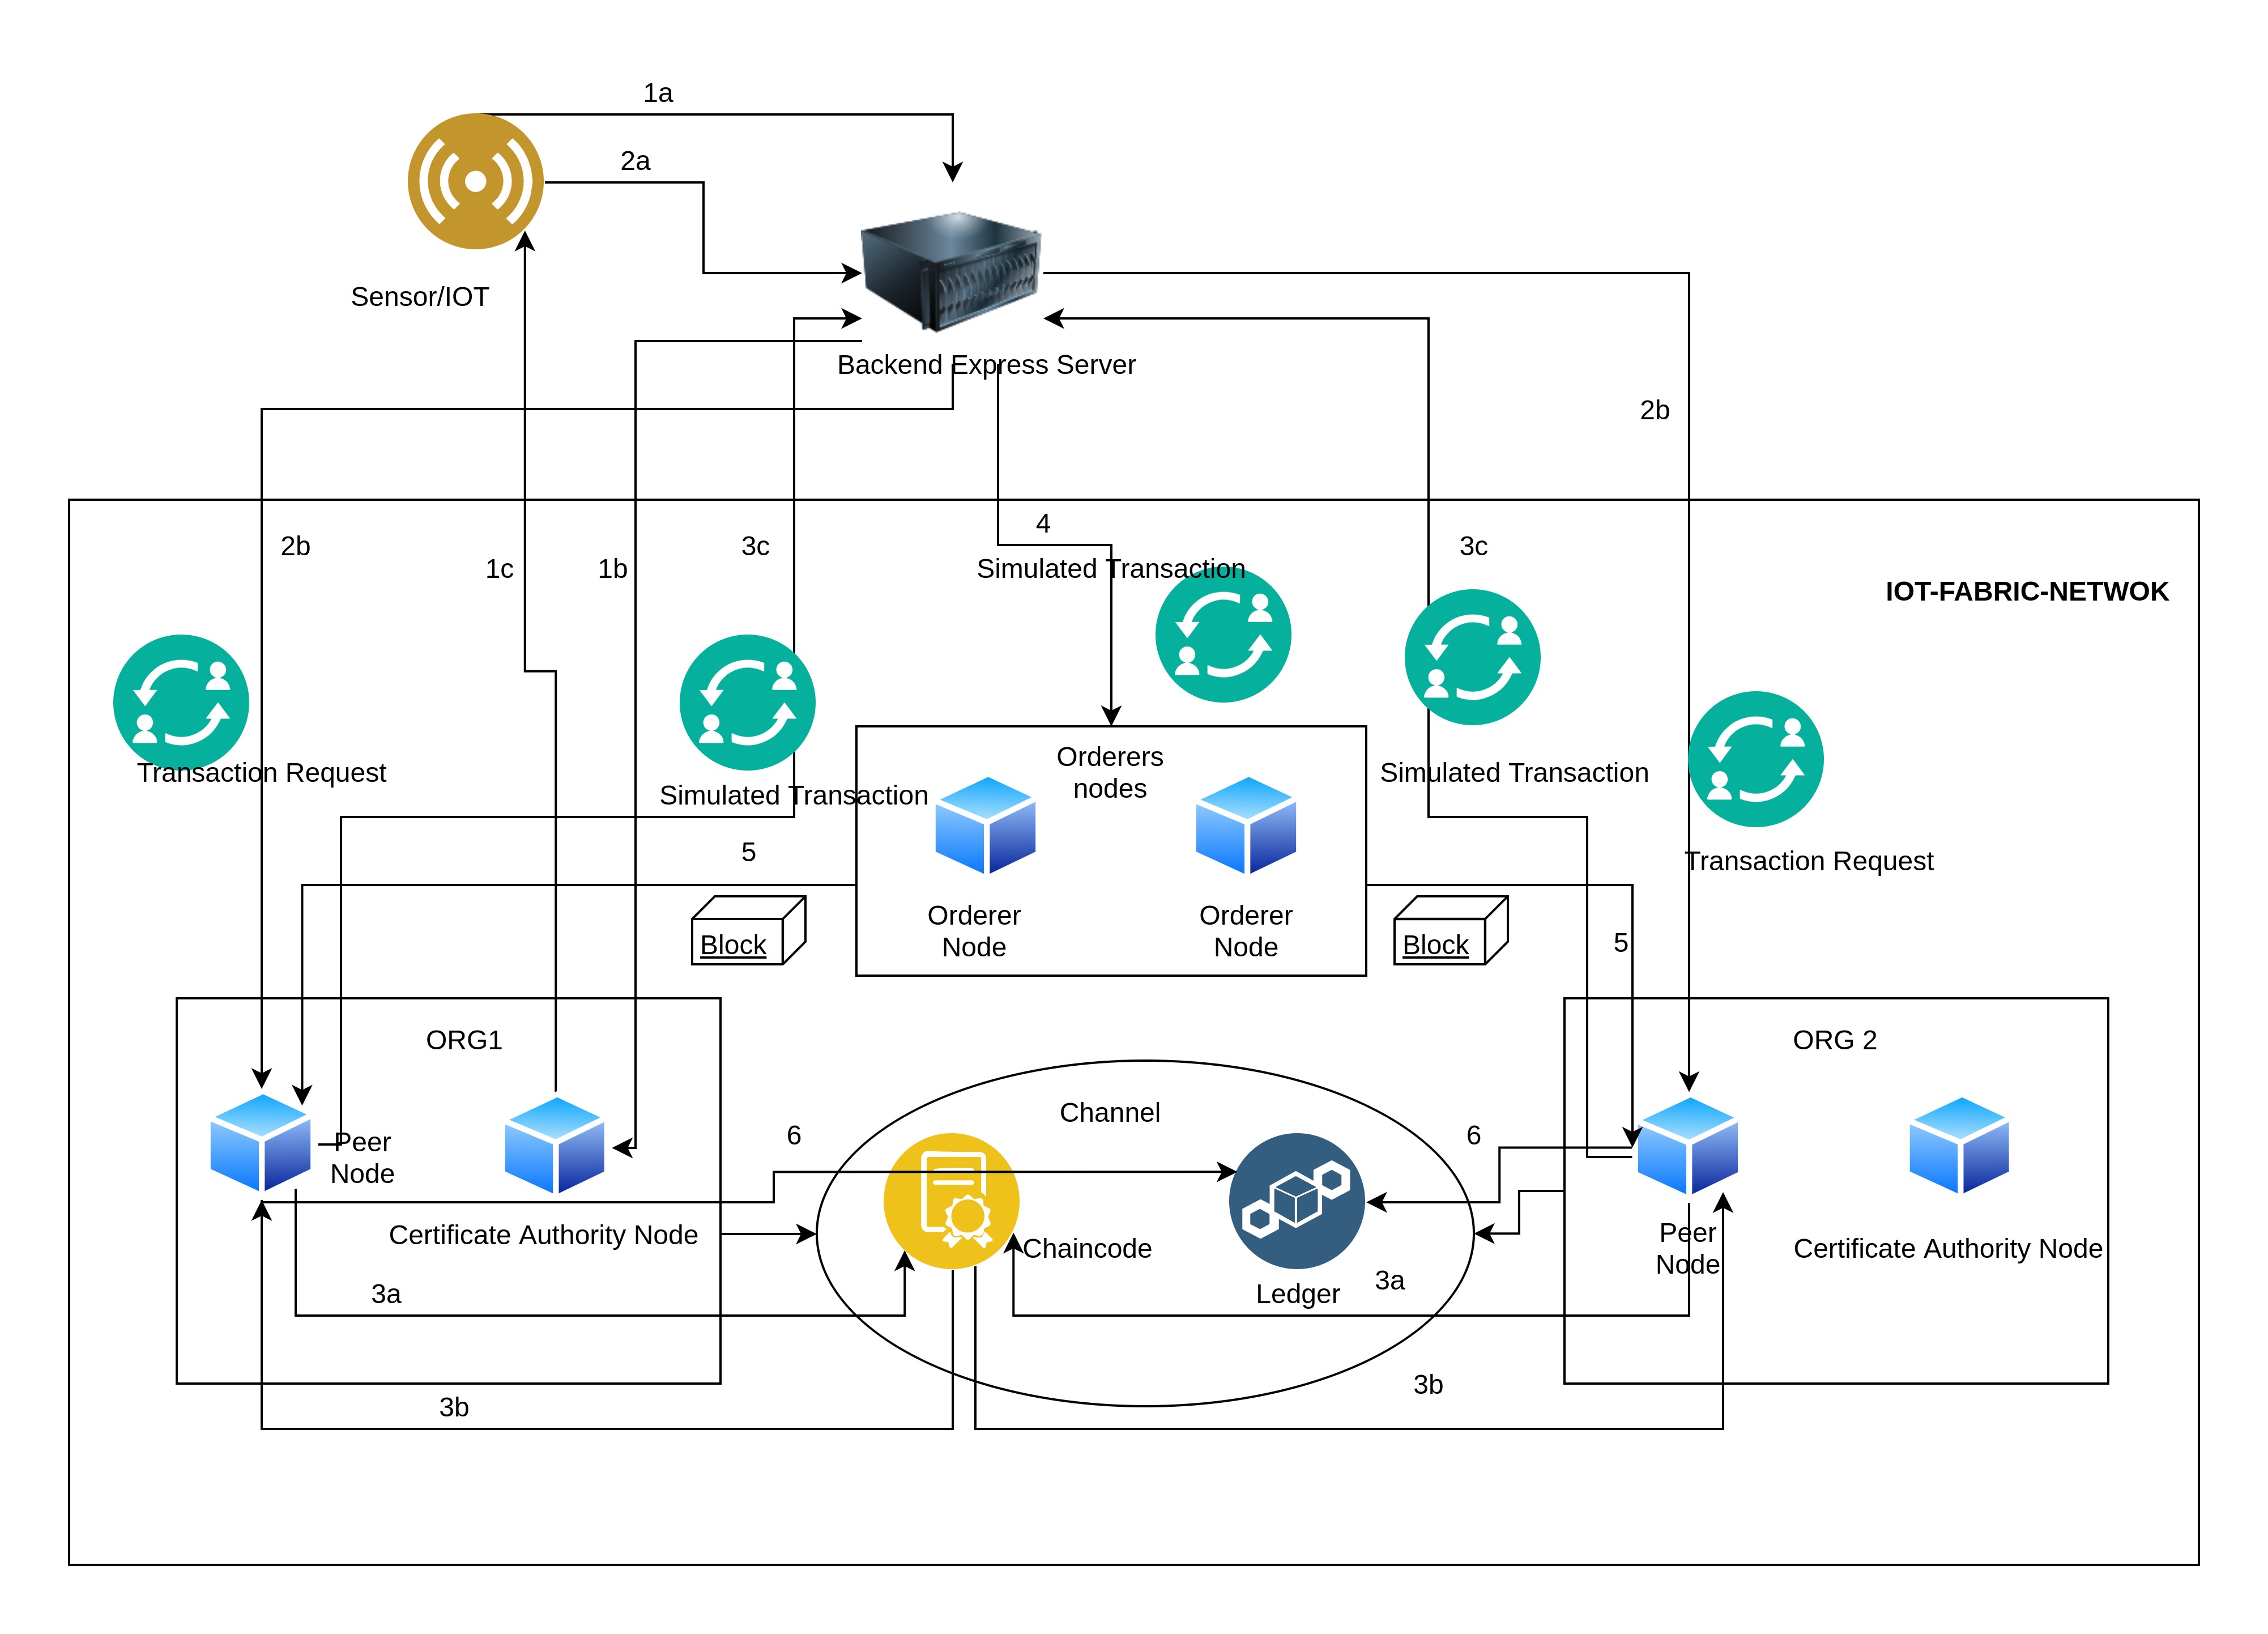 1a
2a
Sensor/IOT
Backend Express Server
2b
4
2b
3c
3c
1c
1b
Simulated Transaction
IOT-FABRIC-NETWOK
Orderers
nodes
Transaction Request
Simulated Transaction
Simulated Transaction
5
Transaction Request
Orderer
Node
Orderer
Node
Block
Block
5
ORG1
ORG 2
Channel
Peer
Node
6
6
Certificate Authority Node
Chaincode
Peer
Node
Certificate Authority Node
3a
Ledger
3a
3b
3b